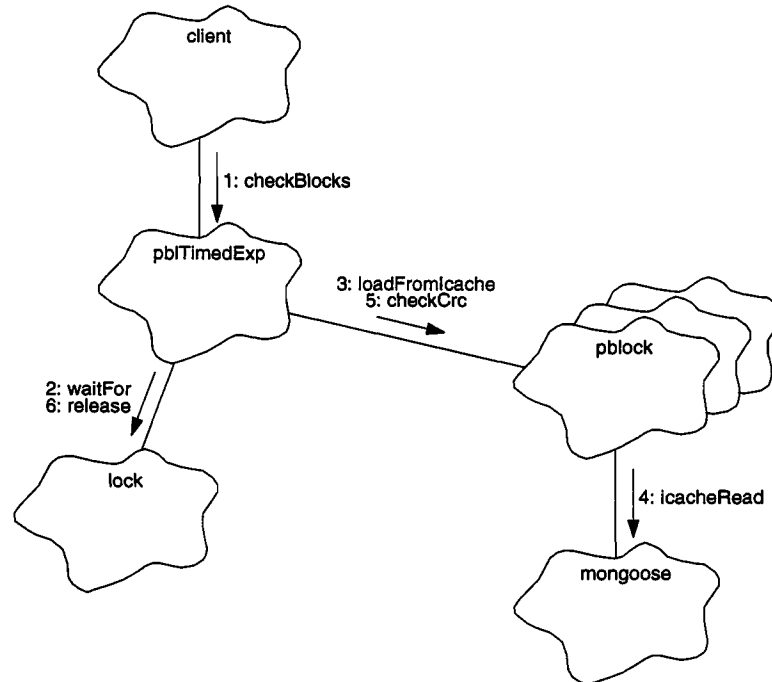 client
1: checkBlocks
pblTimedExp
3: loadFromIcache
5: checkCrc
pblock
2: waitFor
6: release
lock
4: icacheRead
mongoose